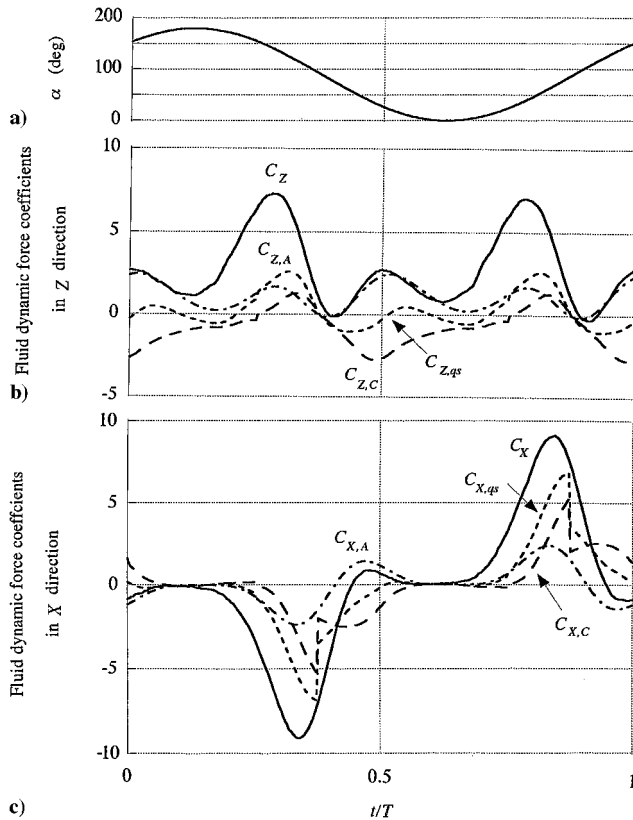 200
α (deg)
100
0
a)
10
Fluid dynamic force coefficients
in Z direction
C_Z
5
C_{Z,A}
0
C_{Z,qs}
C_{Z,C}
-5
b)
10
Fluid dynamic force coeffcients
in X direction
C_X
C_{X,qs}
5
C_{X,A}
0
C_{X,C}
-5
-10
0
0.5
1
t/T
c)